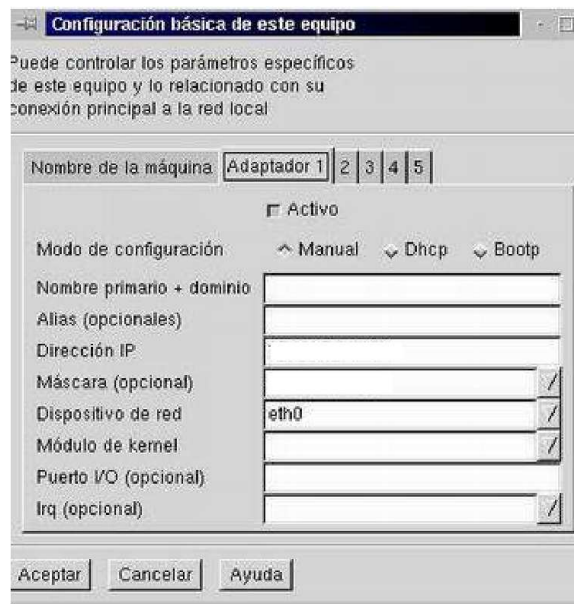 Configuración básica de este equipo
Puede controlar los parámetros específicos
de este equipo y lo relacionado con su
conexión principal a la red local
Nombre de la máquina Adaptador 1 2 3 4 5
Activo
Modo de configuración Manual Dhcp Bootp
Nombre primario + dominio
Alias (opcionales)
Dirección IP
Máscara (opcional)
Dispositivo de red eth0
Módulo de kernel
Puerto I/O (opcional)
Irq (opcional)
Aceptar Cancelar Ayuda